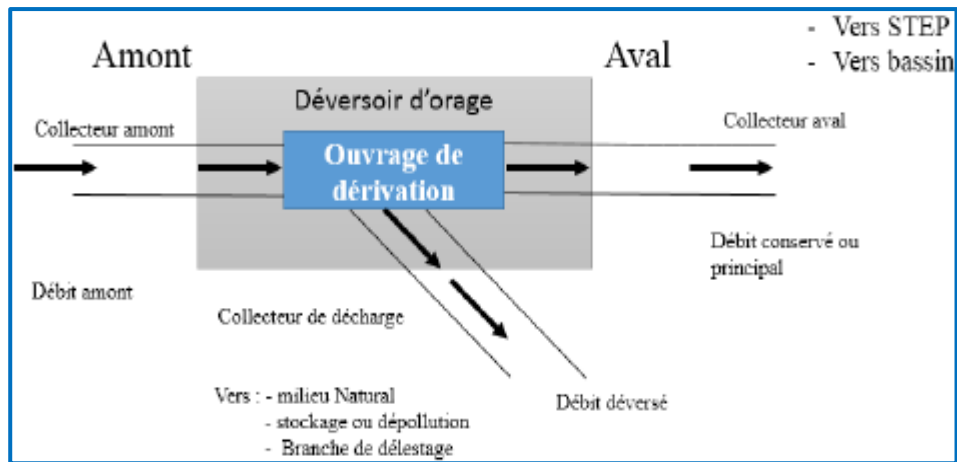 - Vers STEP
- Vers bassin
Amont
Aval
Déversoir d'orage
Collecteur amont
Collecteur aval
Ouvrage de
dérivation
Débit conservé ou
principal
Débit amont
Collecteur de décharge
Vers : - milieu Natural
- stockage ou dépollution
- Branche de délestage
Débit déversé